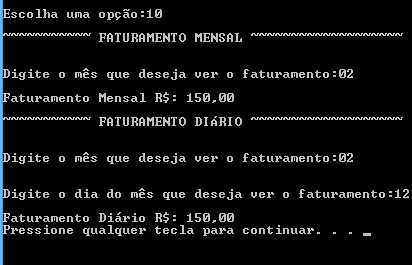 Escolha uma opção:10
~~~~~~~~~~~~~ FATURAMENTO MENSAL ~~~~~~~~~~~~~~~~~~~~~~
Digite o mês que deseja ver o faturamento:02
Faturamento Mensal R$: 150,00
~~~~~~~~~~~~~ FATURAMENTO DIáRIO ~~~~~~~~~~~~~~~~~~~~~~
Digite o mês que deseja ver o faturamento:02
Digite o dia do mês que deseja ver o faturamento:12
Faturamento Diário R$: 150,00
Pressione qualquer tecla para continuar. . . _